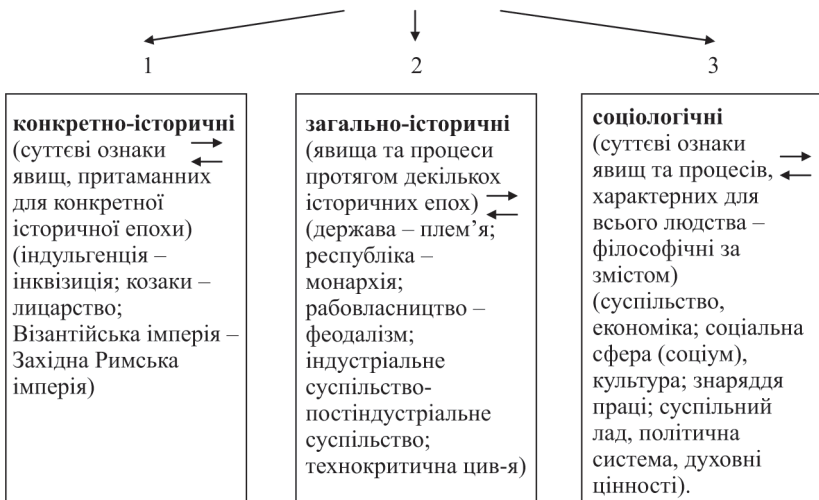 1
2
3
конкретно-історичні
(суттєві ознаки
явищ, притаманних
для конкретної
історичної епохи)
(індульгенція –
інквізиція; козаки –
лицарство;
Візантійська імперія –
Західна Римська
імперія)
загально-історичні
(явища та процеси
протягом декількох
історичних епох)
(держава – плем’я;
республіка –
монархія;
рабовласництво –
феодалізм;
індустріальне
суспільство-
постіндустріальне
суспільство;
технокритична цив-я)
соціологічні
(суттєві ознаки
явищ та процесів,
характерних для
всього людства –
філософічні за
змістом)
(суспільство,
економіка; соціальна
сфера (соціум),
культура; знаряддя
праці; суспільний
лад, політична
система, духовні
цінності).